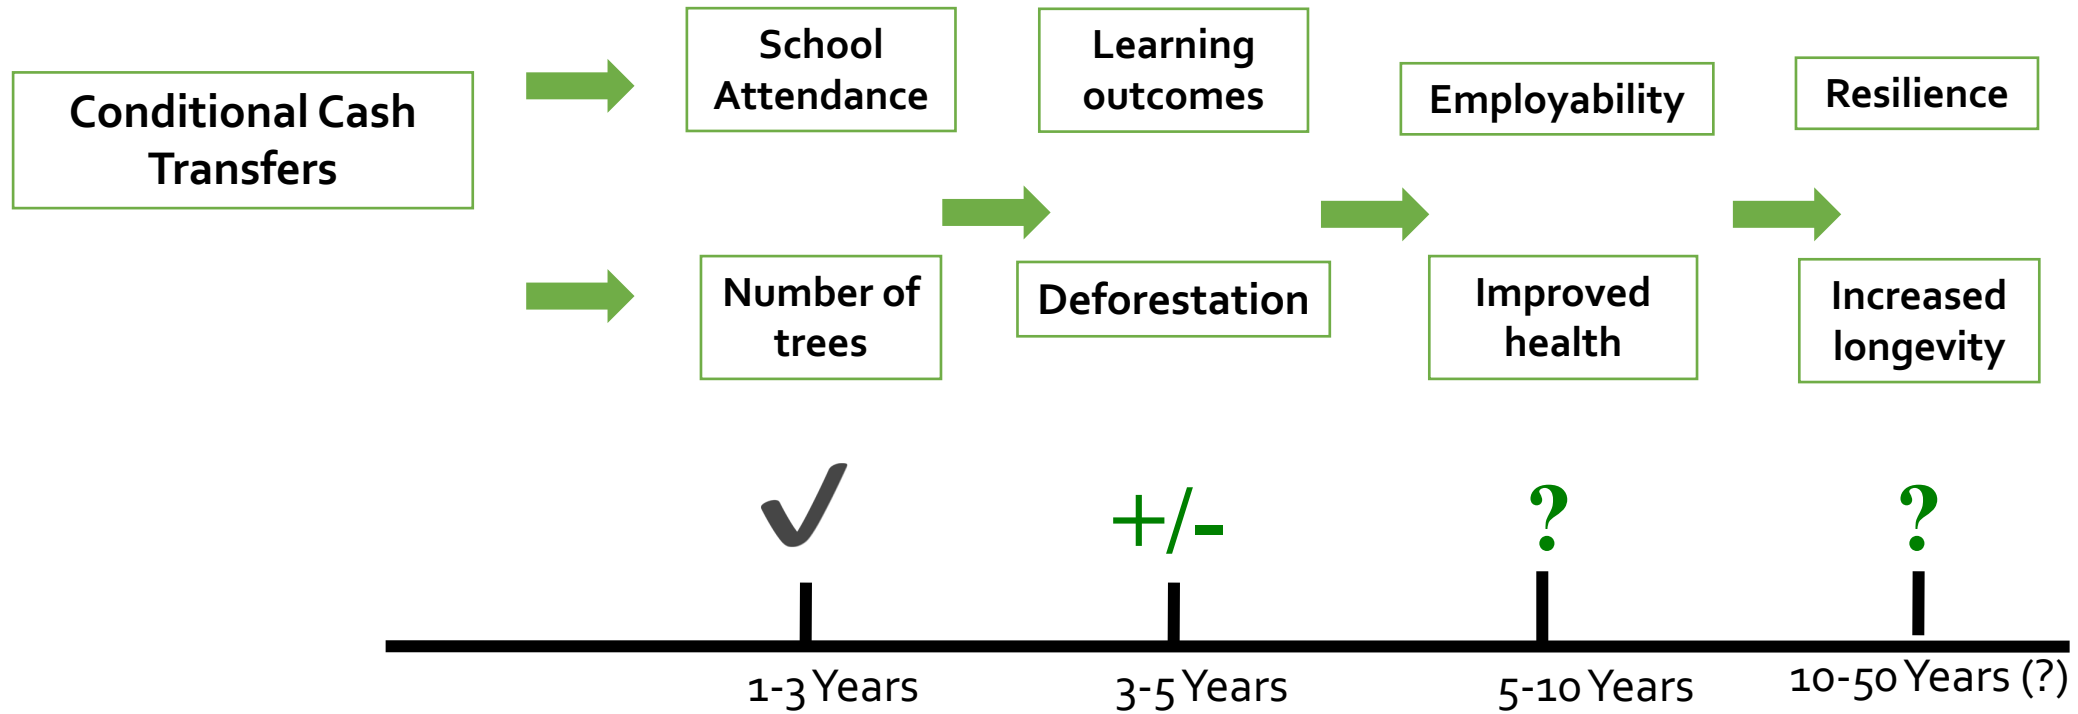 Conditional Cash
Transfers
School
Attendance
Learning
outcomes
Employability
Resilience
Number of
trees
Deforestation
Improved
health
Increased
longevity
+/-
?
?
1-3 Years
3-5 Years
5-10 Years
10-50 Years (?)